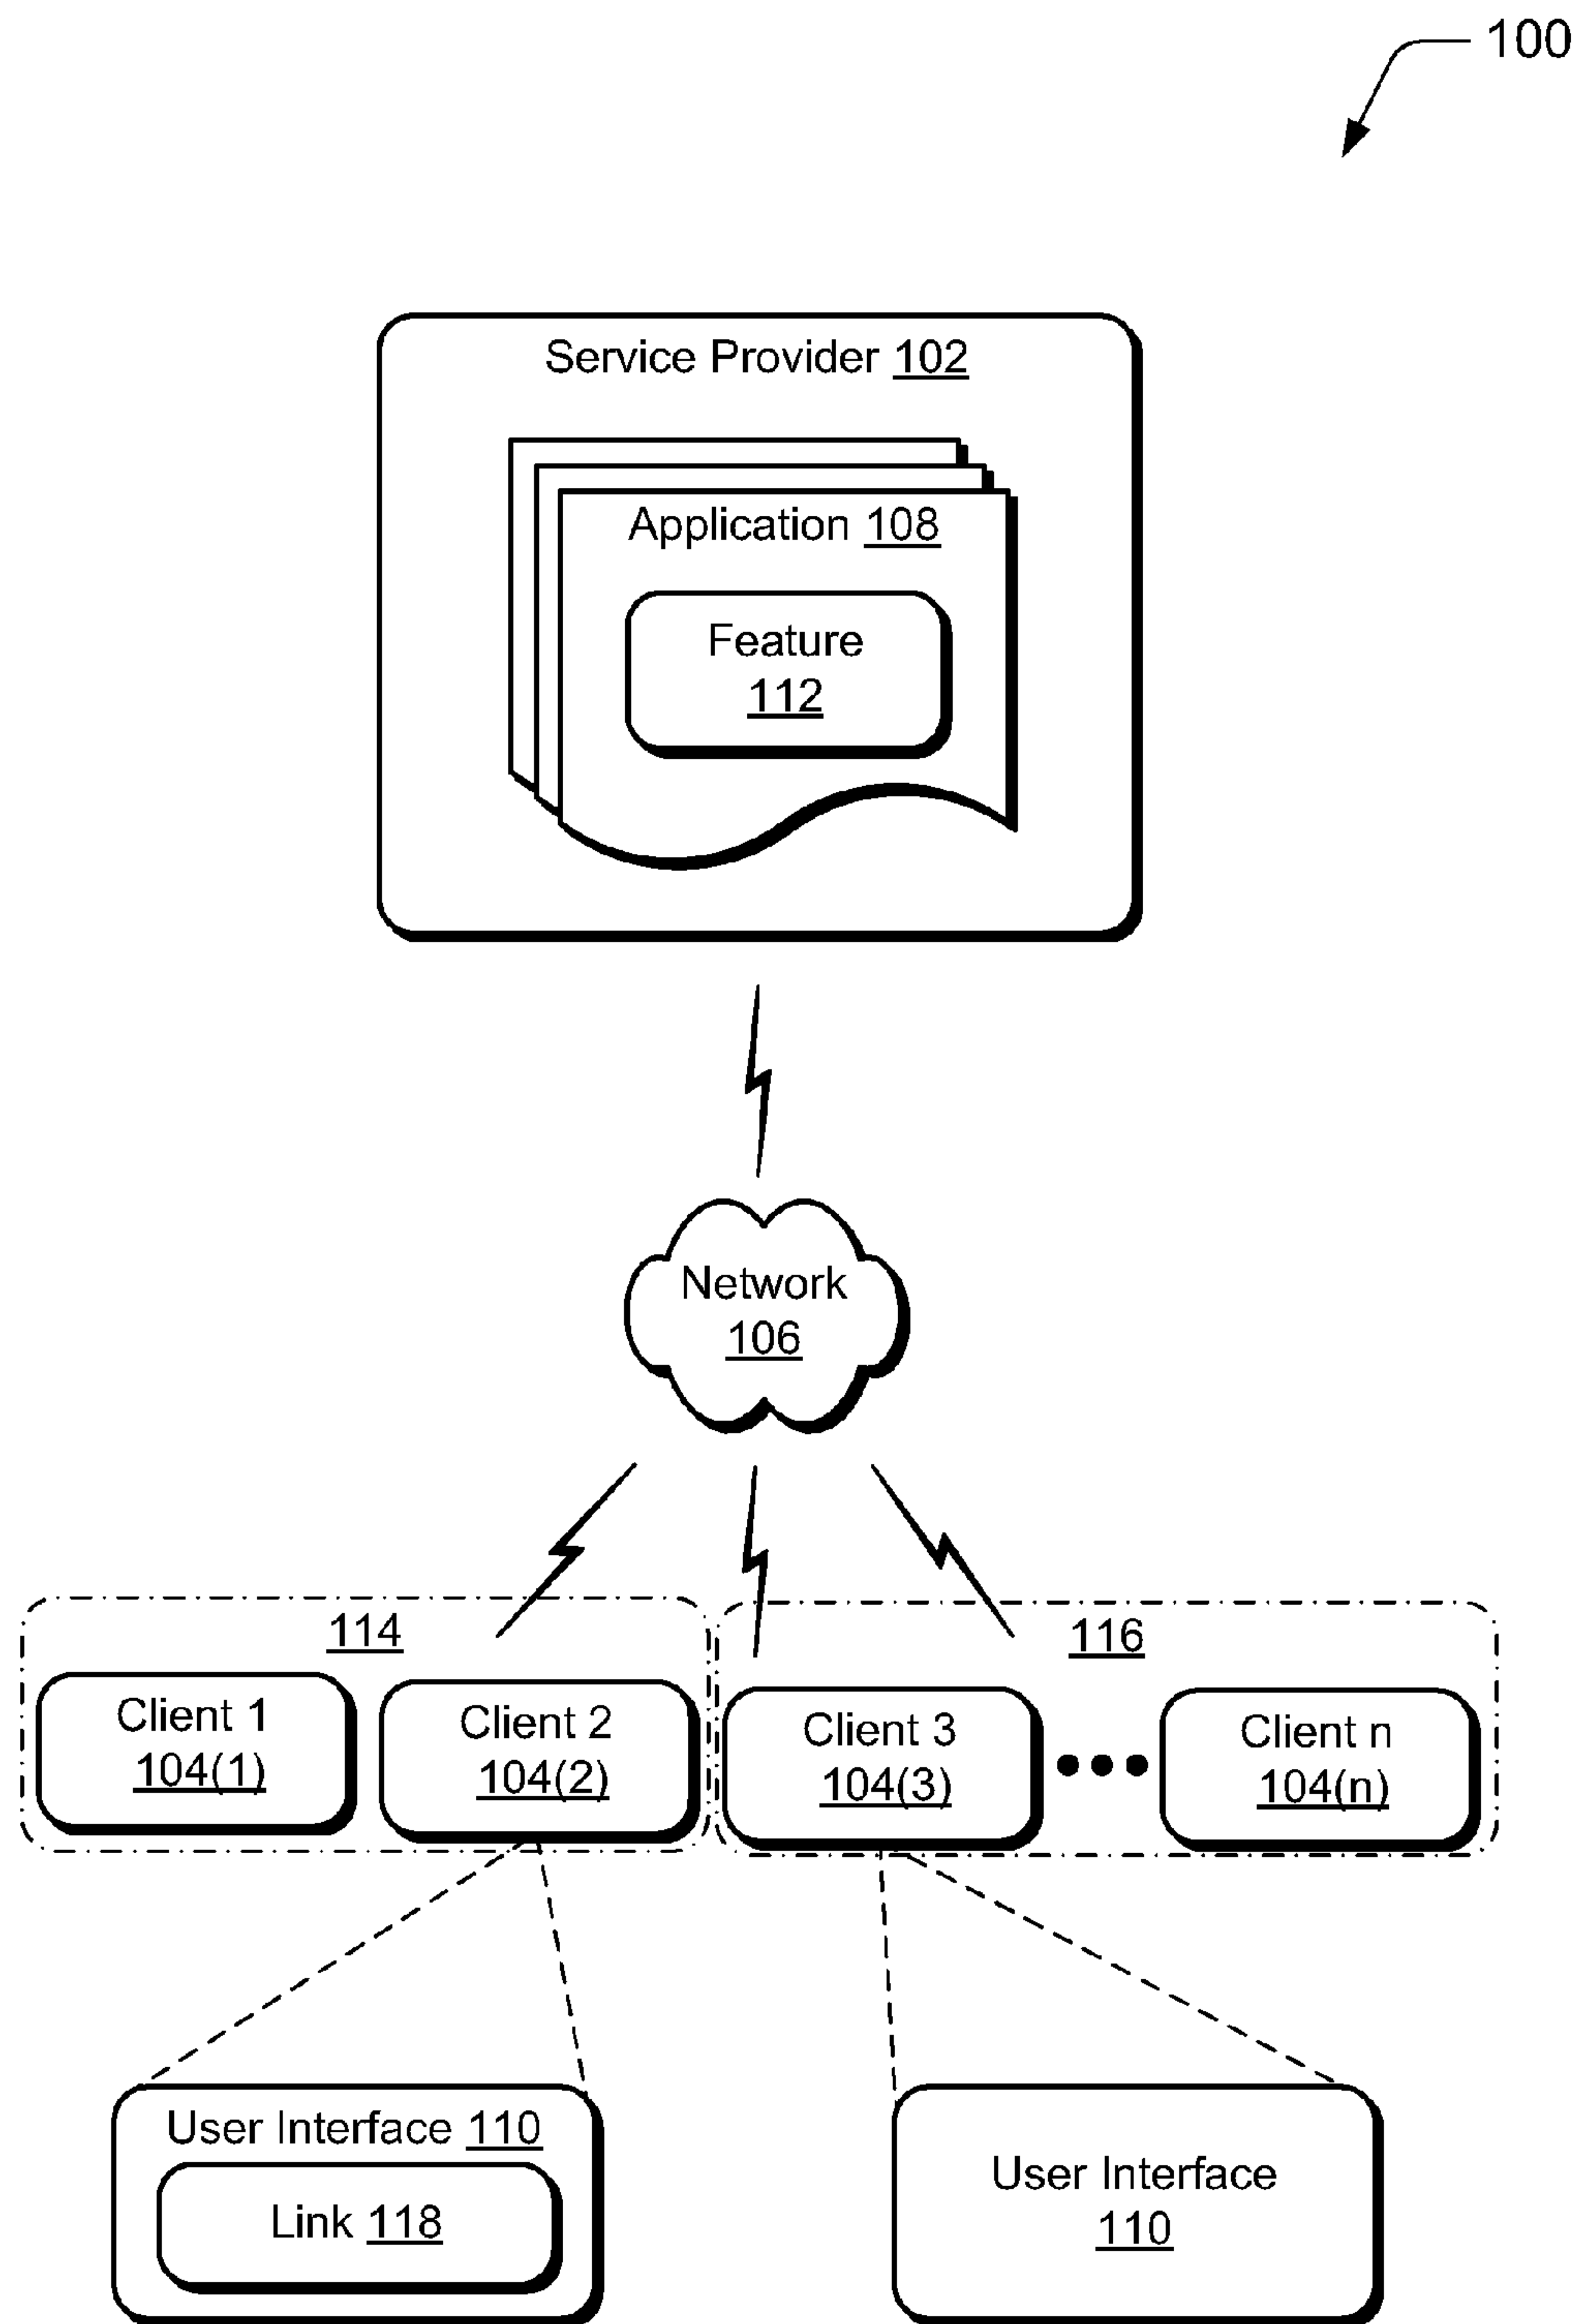 100
Service Provider 102
Application 108
Feature
112
Network
106
114
116
Client 1
104(1)
Client 2
104(2)
Client 3
104(3)
Client n
104(n)
User Interface 110
Link 118
User Interface
110